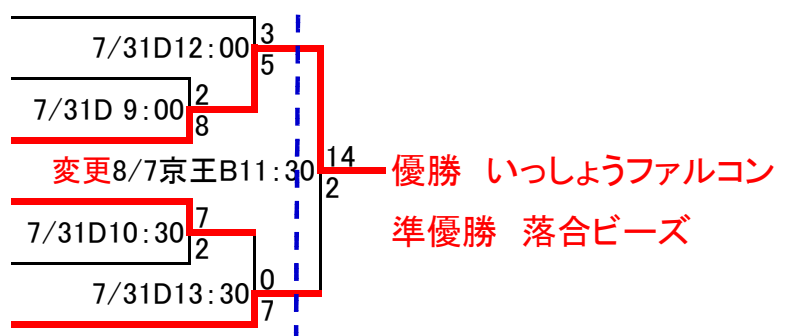 3
7/31D12:00
5
2
7/31D 9:00
8
変更8/7京王B11:30
14
2
優勝 いっしょうファルコン
準優勝 落合ビーズ
7
7/31D10:30
2
0
7/31D13:30
7